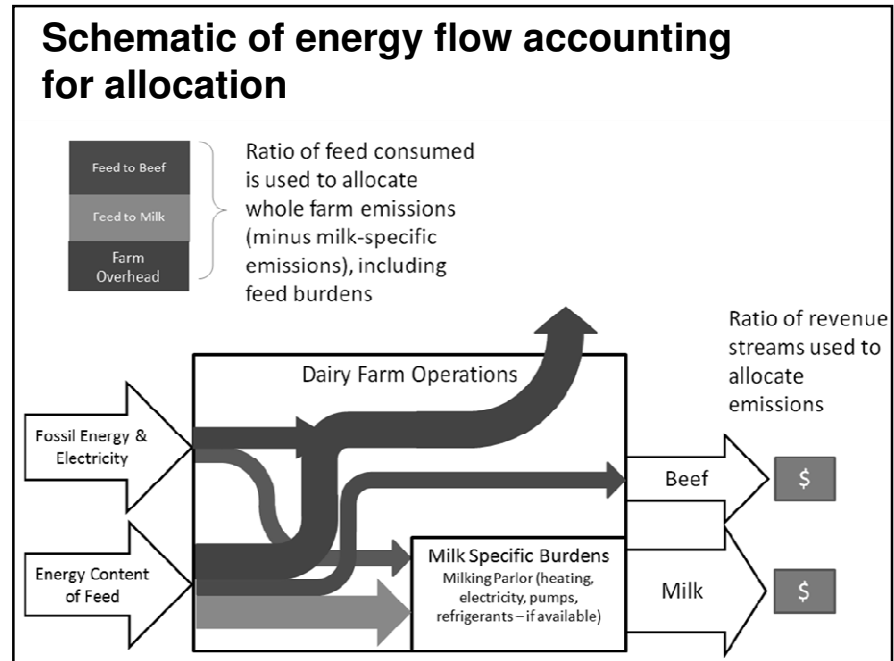 Schematic of energy flow accounting
for allocation
Feed to Beef
Feed to Milk
Farm
Overhead
Ratio of feed consumed
is used to allocate
whole farm emissions
(minus milk-specific
emissions), including
feed burdens
Ratio of revenue
streams used to
allocate
emissions
Dairy Farm Operations
Fossil Energy &
Electricity
Beef
$
Energy Content
of Feed
Milk Specific Burdens
Milking Parlor (heating,
electricity, pumps,
refrigerants – if available)
Milk
$